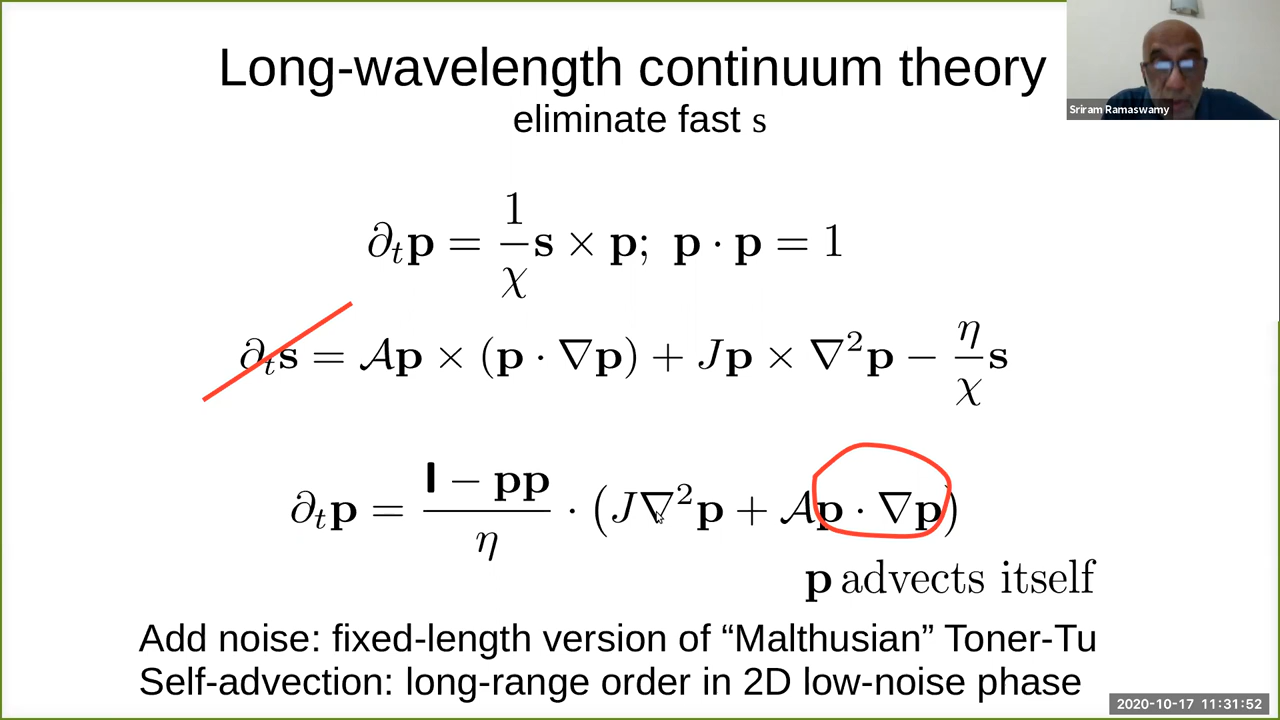 Long-wavelength continuum theory
eliminate fast s
Sriram Ramaswamy
∂ₜp = 1/χ s × p; p · p = 1
∂ₜs = 𝒜p × (p · ∇p) + Jp × ∇²p − η/χ s
∂ₜp = (I − pp)/η · (J∇²p + 𝒜p · ∇p)
p advects itself
Add noise: fixed-length version of “Malthusian” Toner-Tu
Self-advection: long-range order in 2D low-noise phase
2020-10-17 11:31:52